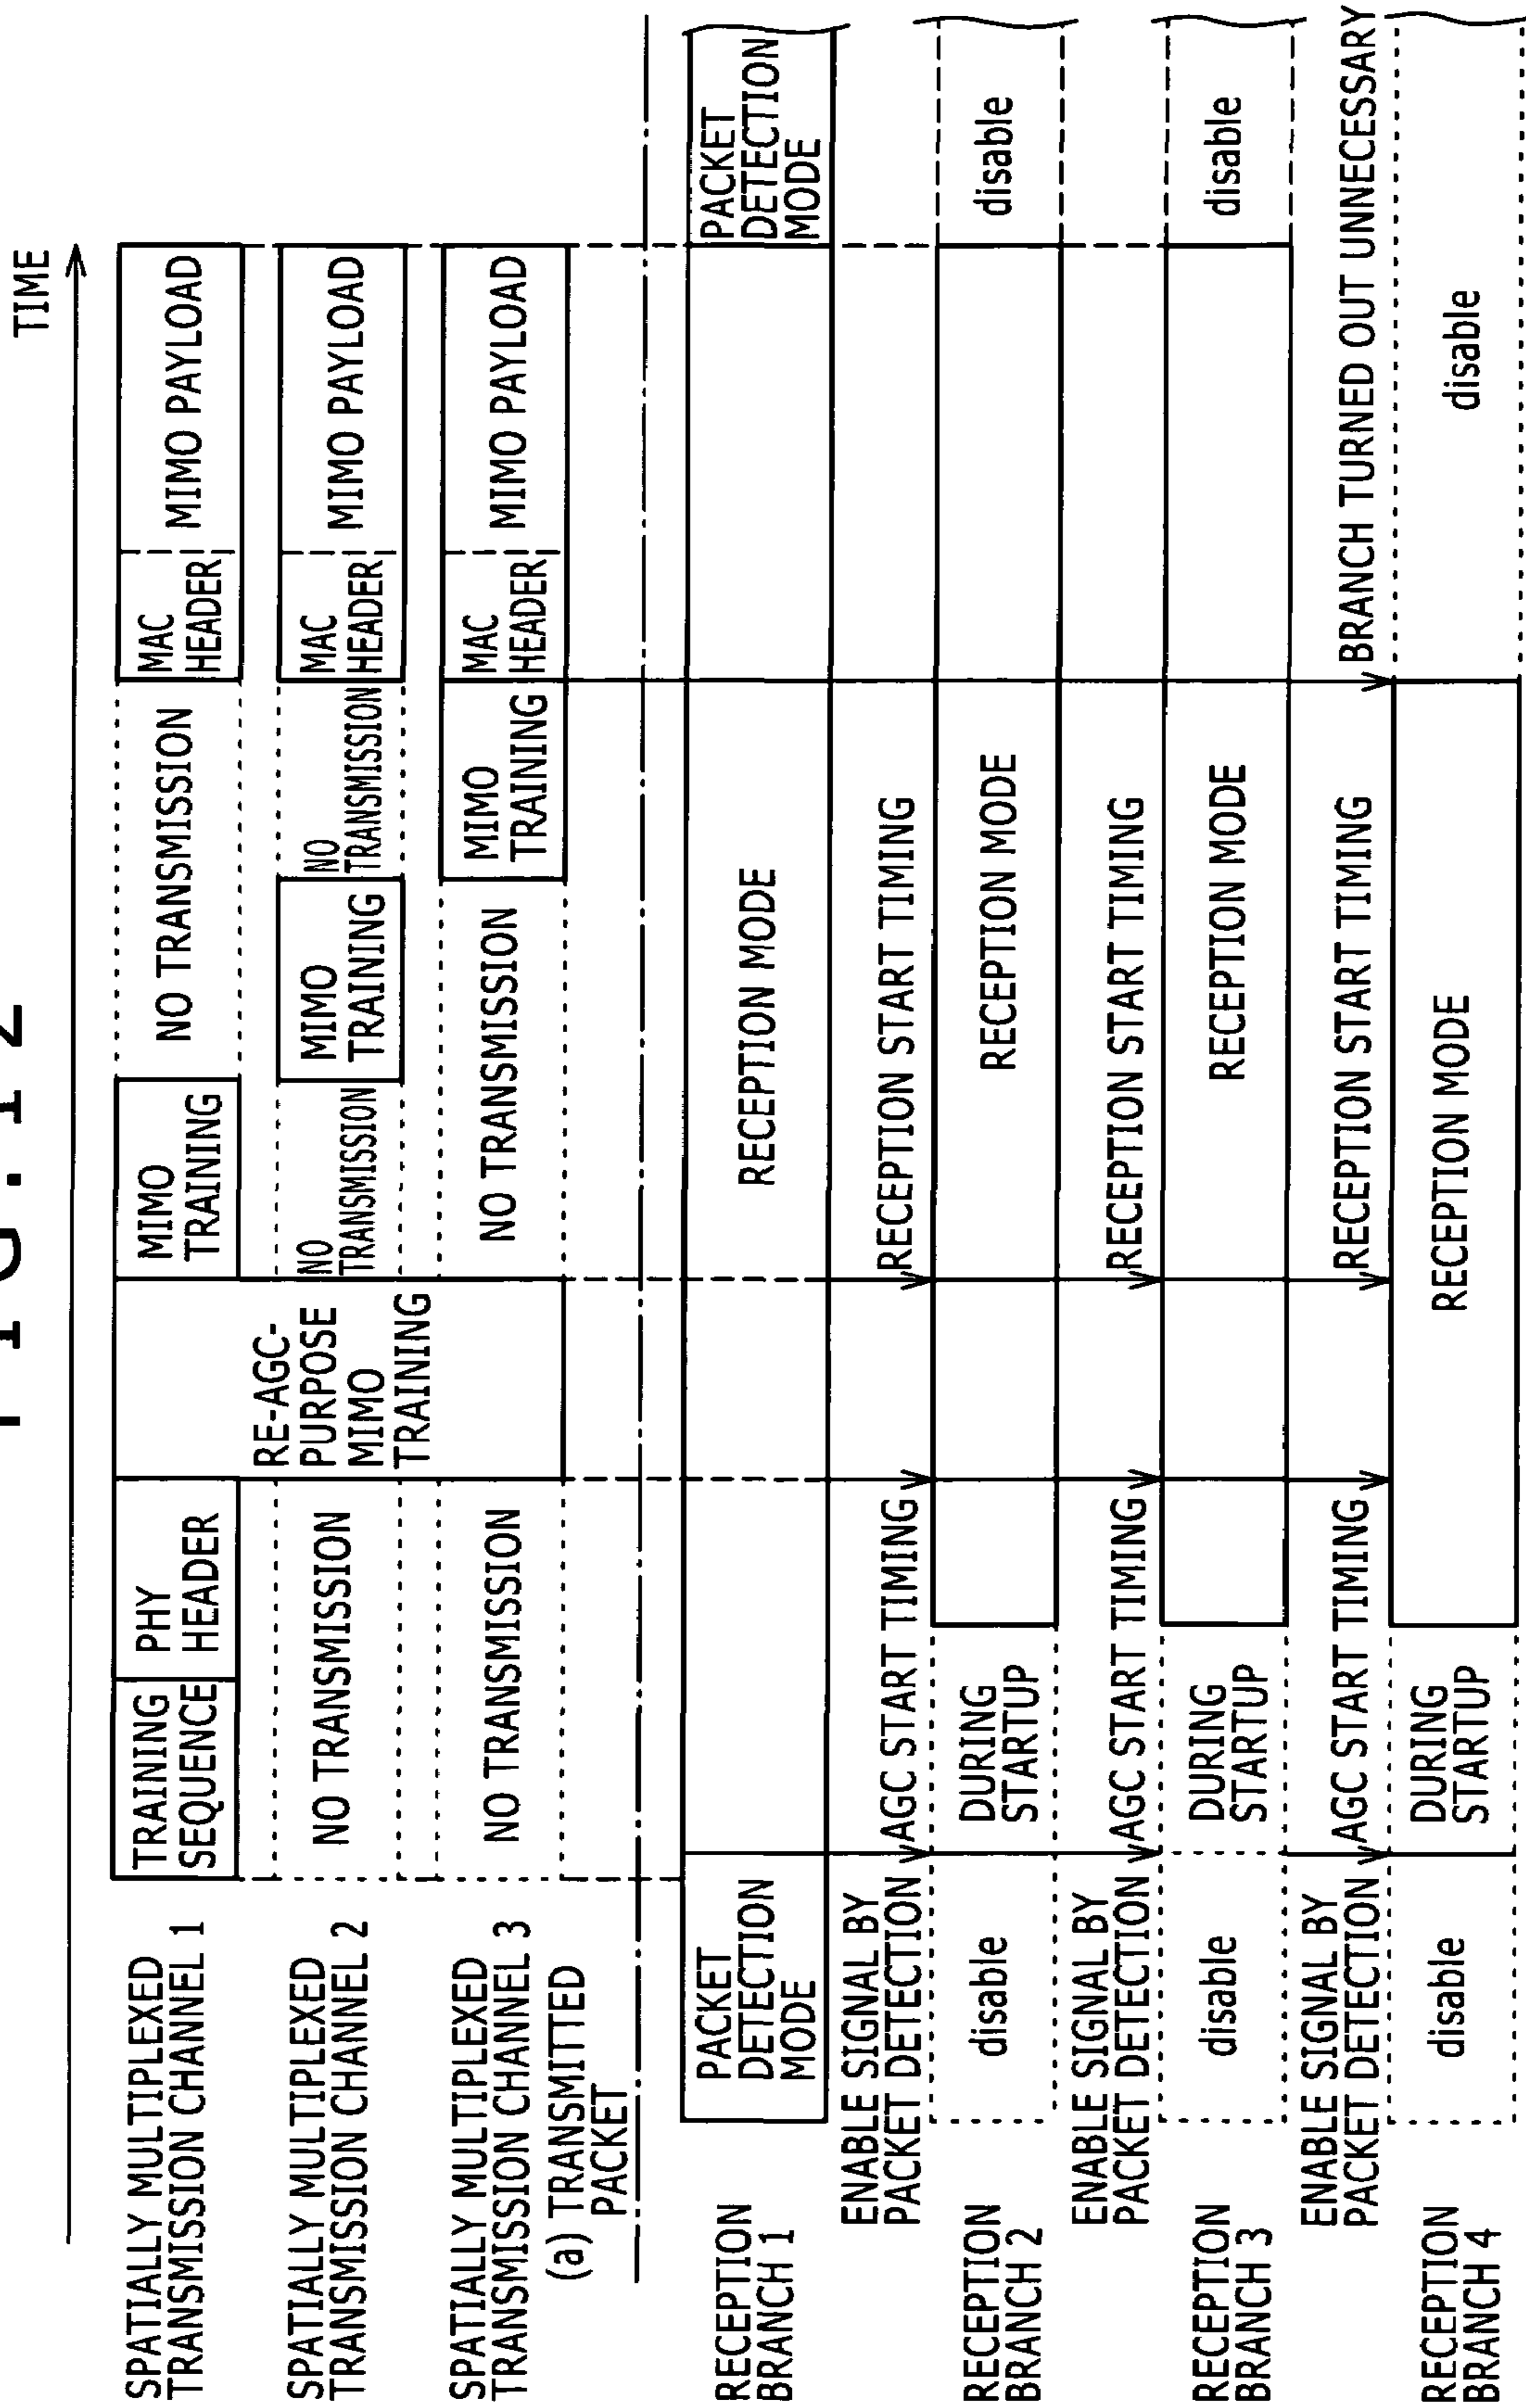 FIG. 12
TIME
SPATIALLY MULTIPLEXED
TRANSMISSION CHANNEL 1
TRAINING
SEQUENCE
PHY
HEADER
RE-AGC-
PURPOSE
MIMO
TRAINING
MIMO
TRAINING
NO TRANSMISSION
MAC
HEADER
MIMO PAYLOAD
SPATIALLY MULTIPLEXED
TRANSMISSION CHANNEL 2
NO TRANSMISSION
NO
TRANSMISSION
MIMO
TRAINING
NO
TRANSMISSION
MAC
HEADER
MIMO PAYLOAD
SPATIALLY MULTIPLEXED
TRANSMISSION CHANNEL 3
NO TRANSMISSION
NO TRANSMISSION
MIMO
TRAINING
MAC
HEADER
MIMO PAYLOAD
(a) TRANSMITTED
PACKET
RECEPTION
BRANCH 1
PACKET
DETECTION
MODE
RECEPTION MODE
PACKET
DETECTION
MODE
ENABLE SIGNAL BY
PACKET DETECTION
AGC START TIMING
RECEPTION START TIMING
RECEPTION
BRANCH 2
disable
DURING
STARTUP
RECEPTION MODE
disable
ENABLE SIGNAL BY
PACKET DETECTION
AGC START TIMING
RECEPTION START TIMING
RECEPTION
BRANCH 3
disable
DURING
STARTUP
RECEPTION MODE
disable
ENABLE SIGNAL BY
PACKET DETECTION
AGC START TIMING
RECEPTION START TIMING
BRANCH TURNED OUT UNNECESSARY
RECEPTION
BRANCH 4
disable
DURING
STARTUP
RECEPTION MODE
disable